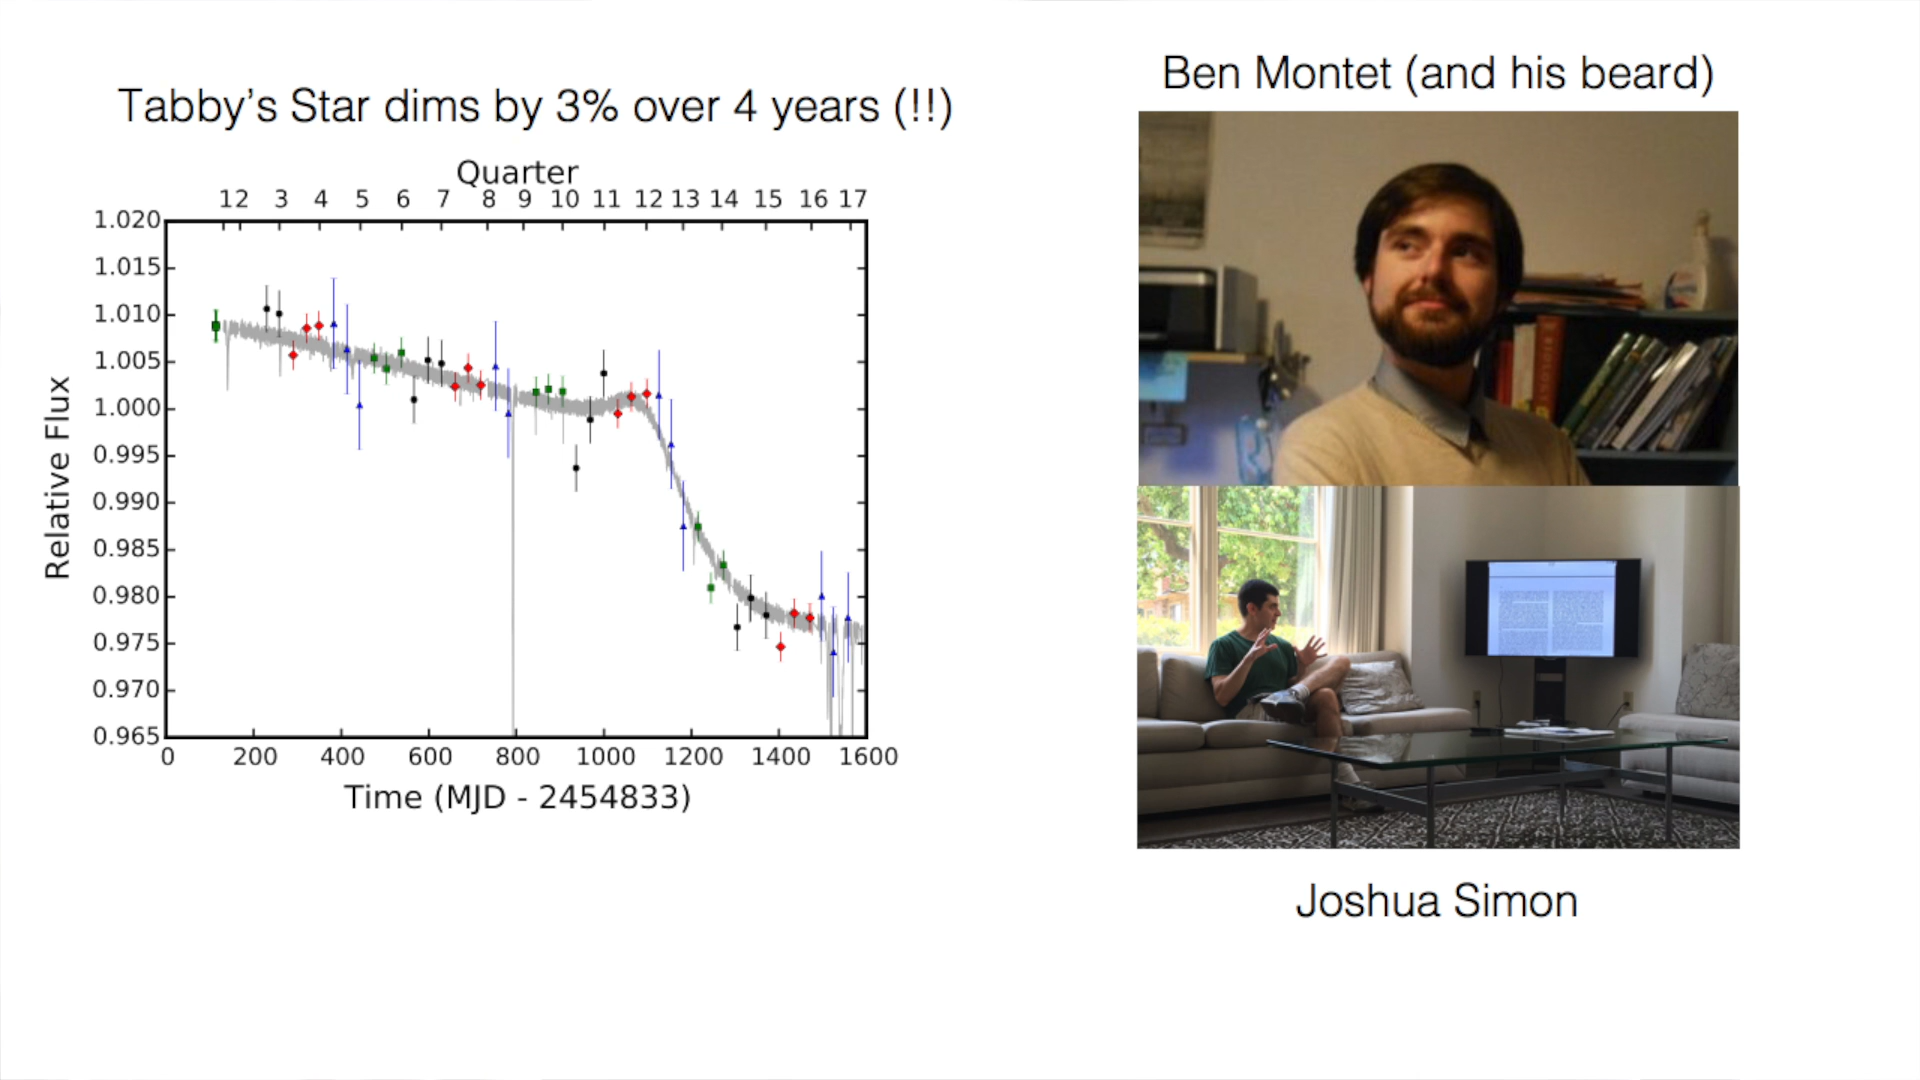 Tabby's Star dims by 3% over 4 years (!!)
Quarter
12 3 4 5 6 7 8 9 10 11 12 13 14 15 16 17
1.020
1.015
1.010
1.005
1.000
0.995
0.990
0.985
0.980
0.975
0.970
0.965
Relative Flux
0 200 400 600 800 1000 1200 1400 1600
Time (MJD - 2454833)
Ben Montet (and his beard)
Joshua Simon